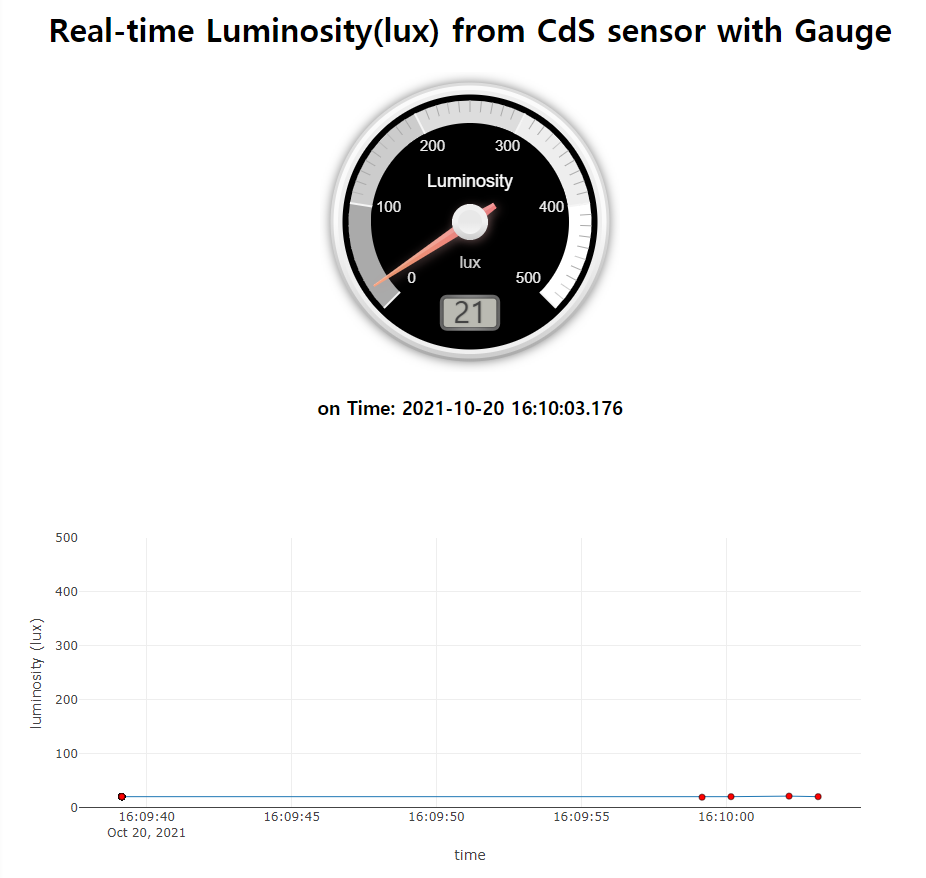 Real-time Luminosity(lux) from CdS sensor with Gauge
200 300
Luminosity
100 400
lux
0 500
21
on Time: 2021-10-20 16:10:03.176
500
400
300
200
100
0
luminosity (lux)
16:09:40 16:09:45 16:09:50 16:09:55 16:10:00
Oct 20, 2021
time